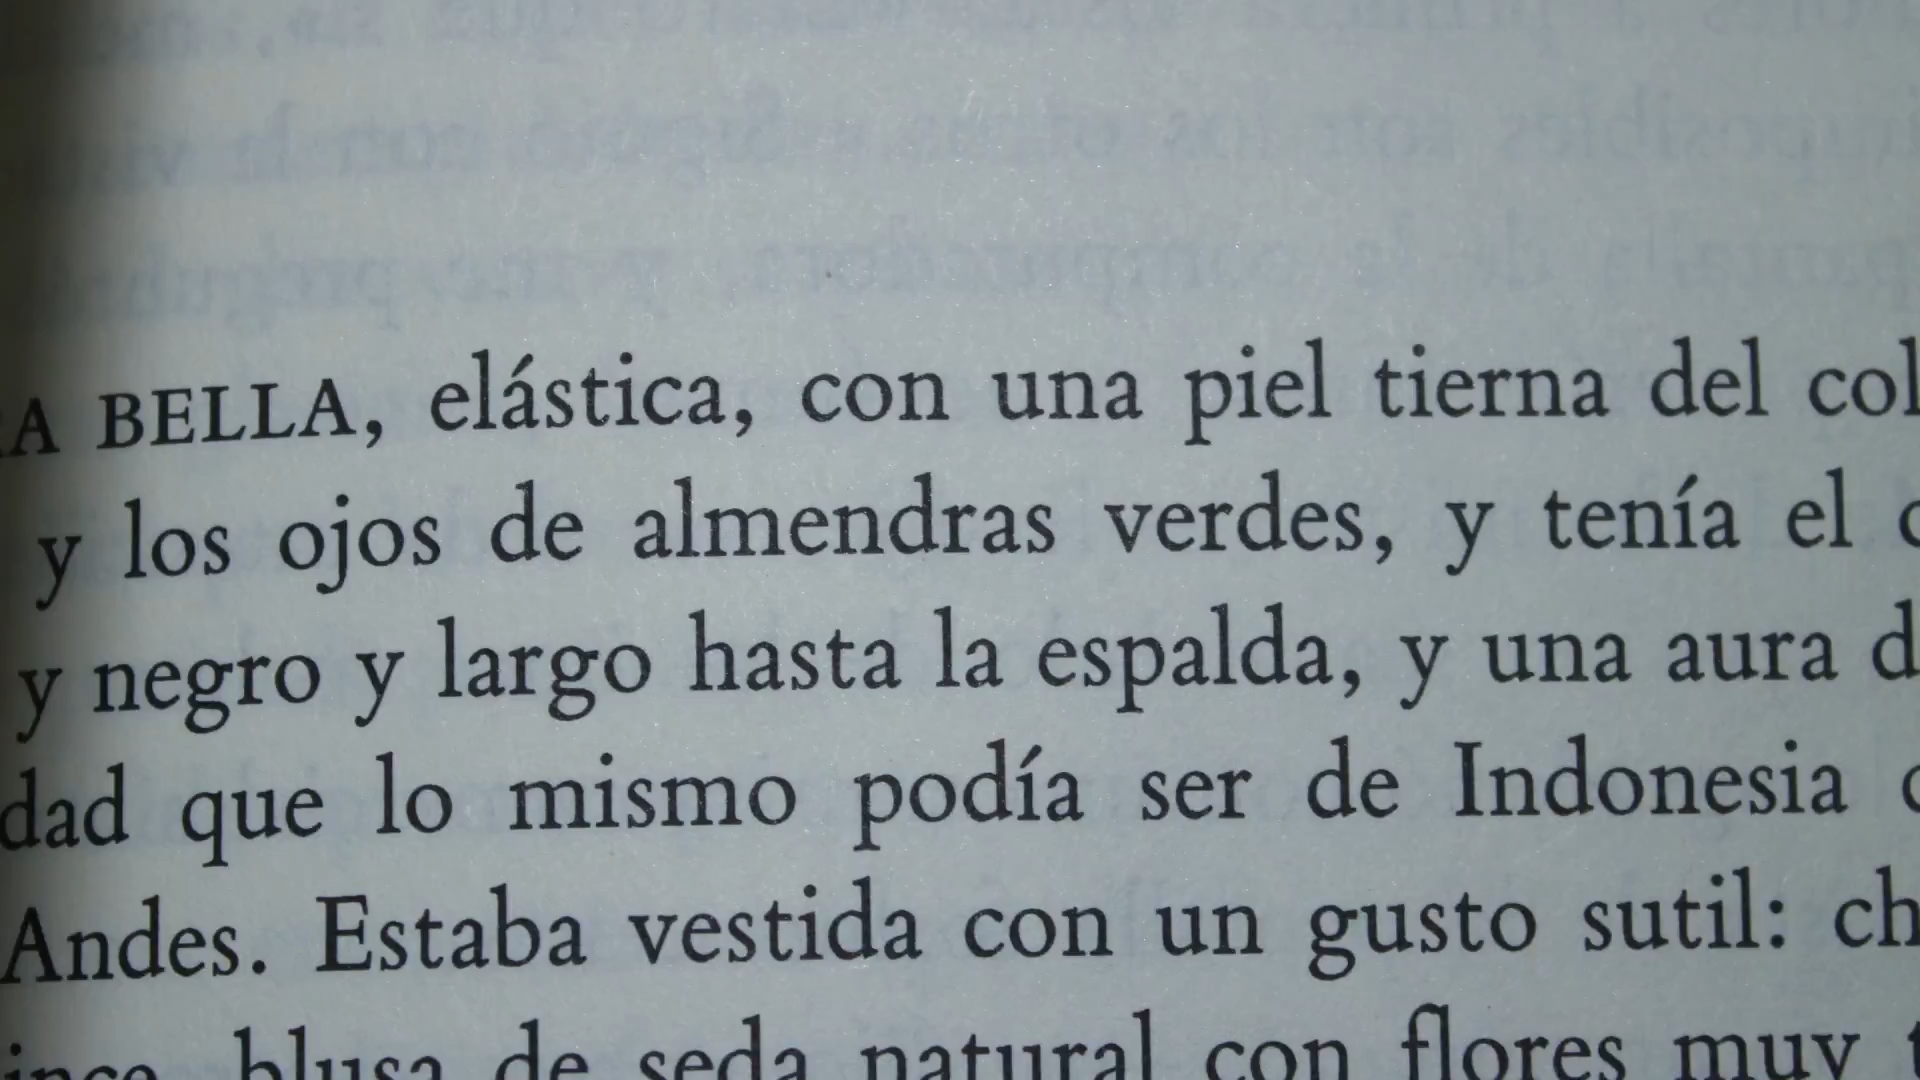 A BELLA, elástica, con una piel tierna del col
y los ojos de almendras verdes, y tenía el
y negro y largo hasta la espalda, y una aura d
dad que lo mismo podía ser de Indonesia
Andes. Estaba vestida con un gusto sutil: ch
ince, blusa de seda natural con flores muy t